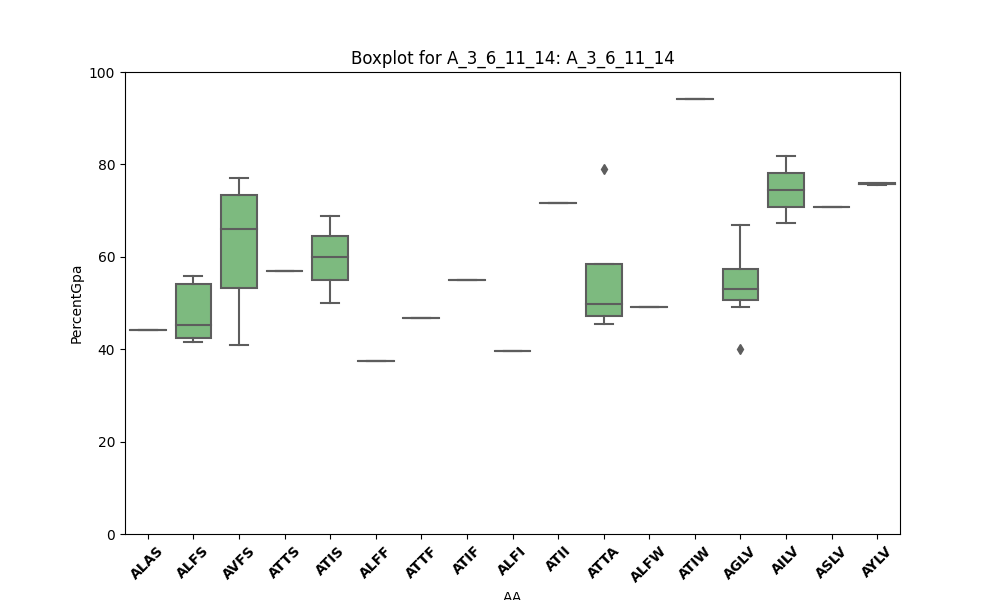 Boxplot for A_3_6_11_14: A_3_6_11_14
100
80
60
40
20
0
PercentGpa
ALAS ALFS AVFS ATTS ATIS ALFF ATTF ATIF ALFI ATII ATTA ALFW ATIW AGLV AILV ASLV AYLV
AA